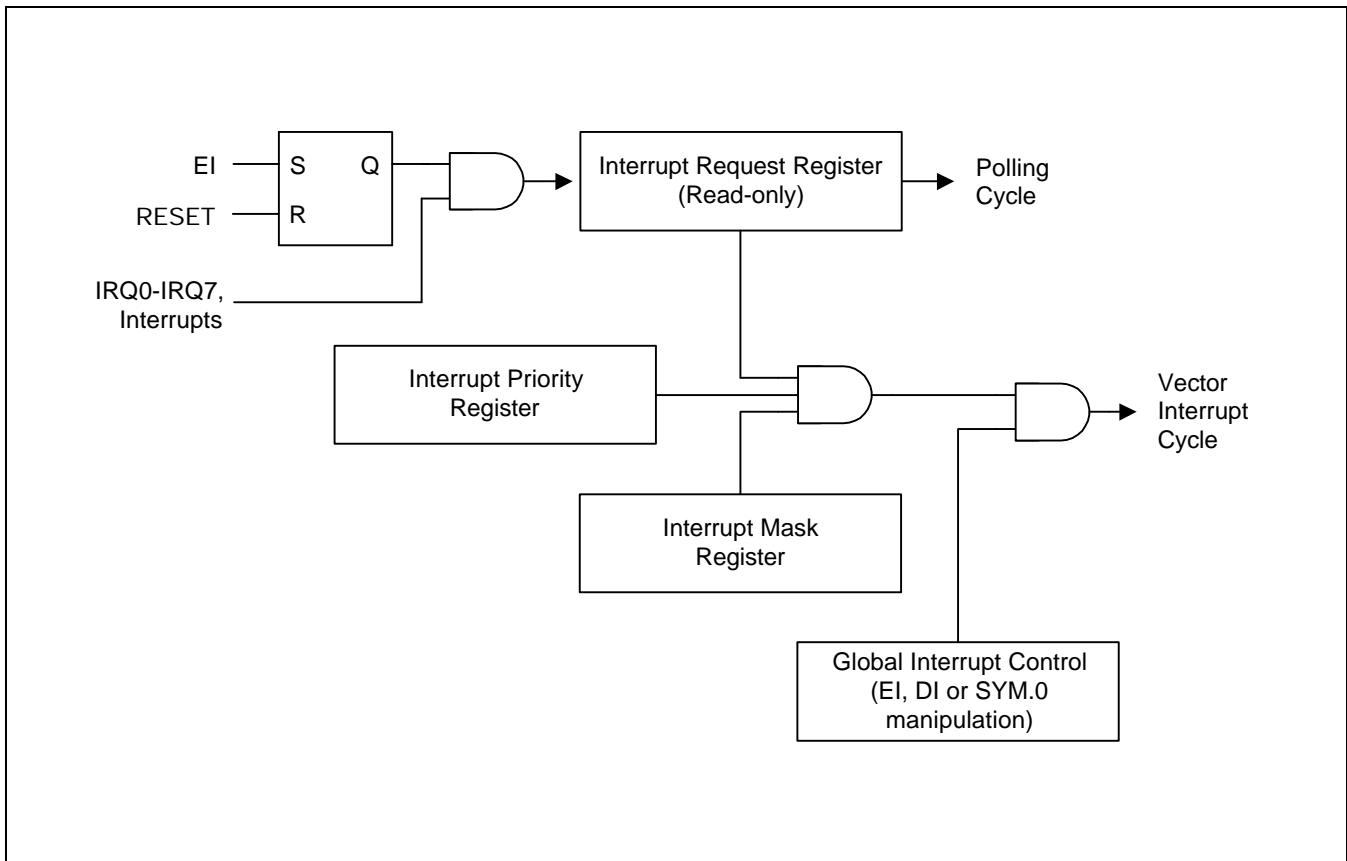 EI
S
Q
RESET
R
IRQ0-IRQ7,
Interrupts
Interrupt Request Register
(Read-only)
Polling
Cycle
Interrupt Priority
Register
Vector
Interrupt
Cycle
Interrupt Mask
Register
Global Interrupt Control
(EI, DI or SYM.0
manipulation)